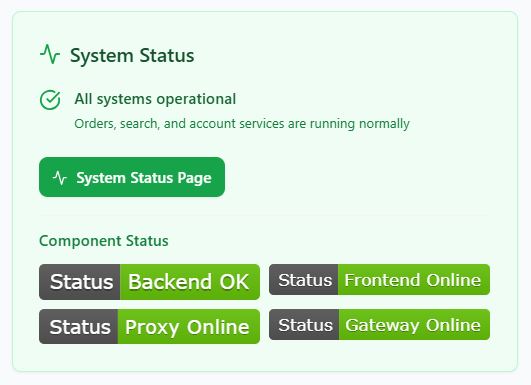 System Status
All systems operational
Orders, search, and account services are running normally
System Status Page
Component Status
Status Backend OK
Status Frontend Online
Status Proxy Online
Status Gateway Online